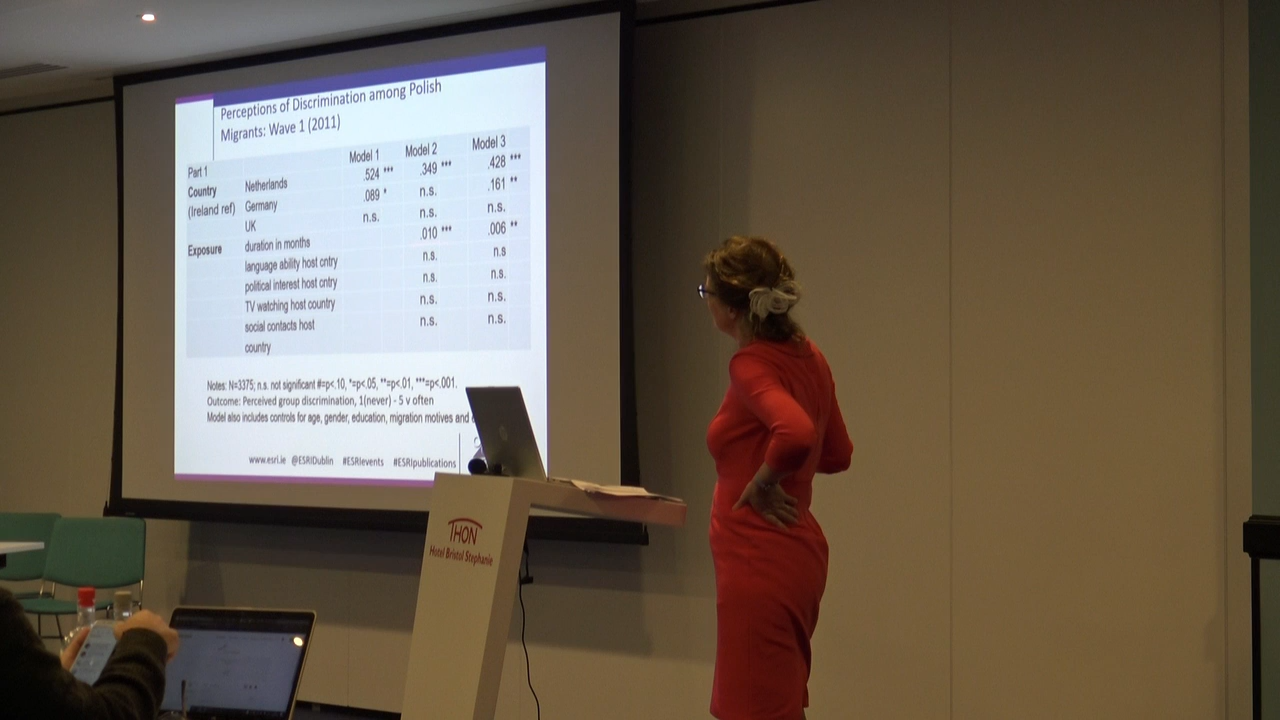 Perceptions of Discrimination among Polish
Migrants: Wave 1 (2011)
Part 1 Model 1 Model 2 Model 3
Country Netherlands .524 *** .349 *** .428 ***
(Ireland ref) Germany .089 * n.s. .161 **
UK n.s. n.s. n.s.
Exposure duration in months .010 *** .006 **
language ability host cntry n.s. n.s
political interest host cntry n.s. n.s.
TV watching host country n.s. n.s.
social contacts host n.s. n.s.
country
Notes: N=3375; n.s. not significant #=p<.10, *=p<.05, **=p<.01, ***=p<.001.
Outcome: Perceived group discrimination, 1(never) - 5 v often
Model also includes controls for age, gender, education, migration motives and
www.esri.ie @ESRIDublin #ESRIevents #ESRIpublications
THON
Hotel Bristol Stephanie